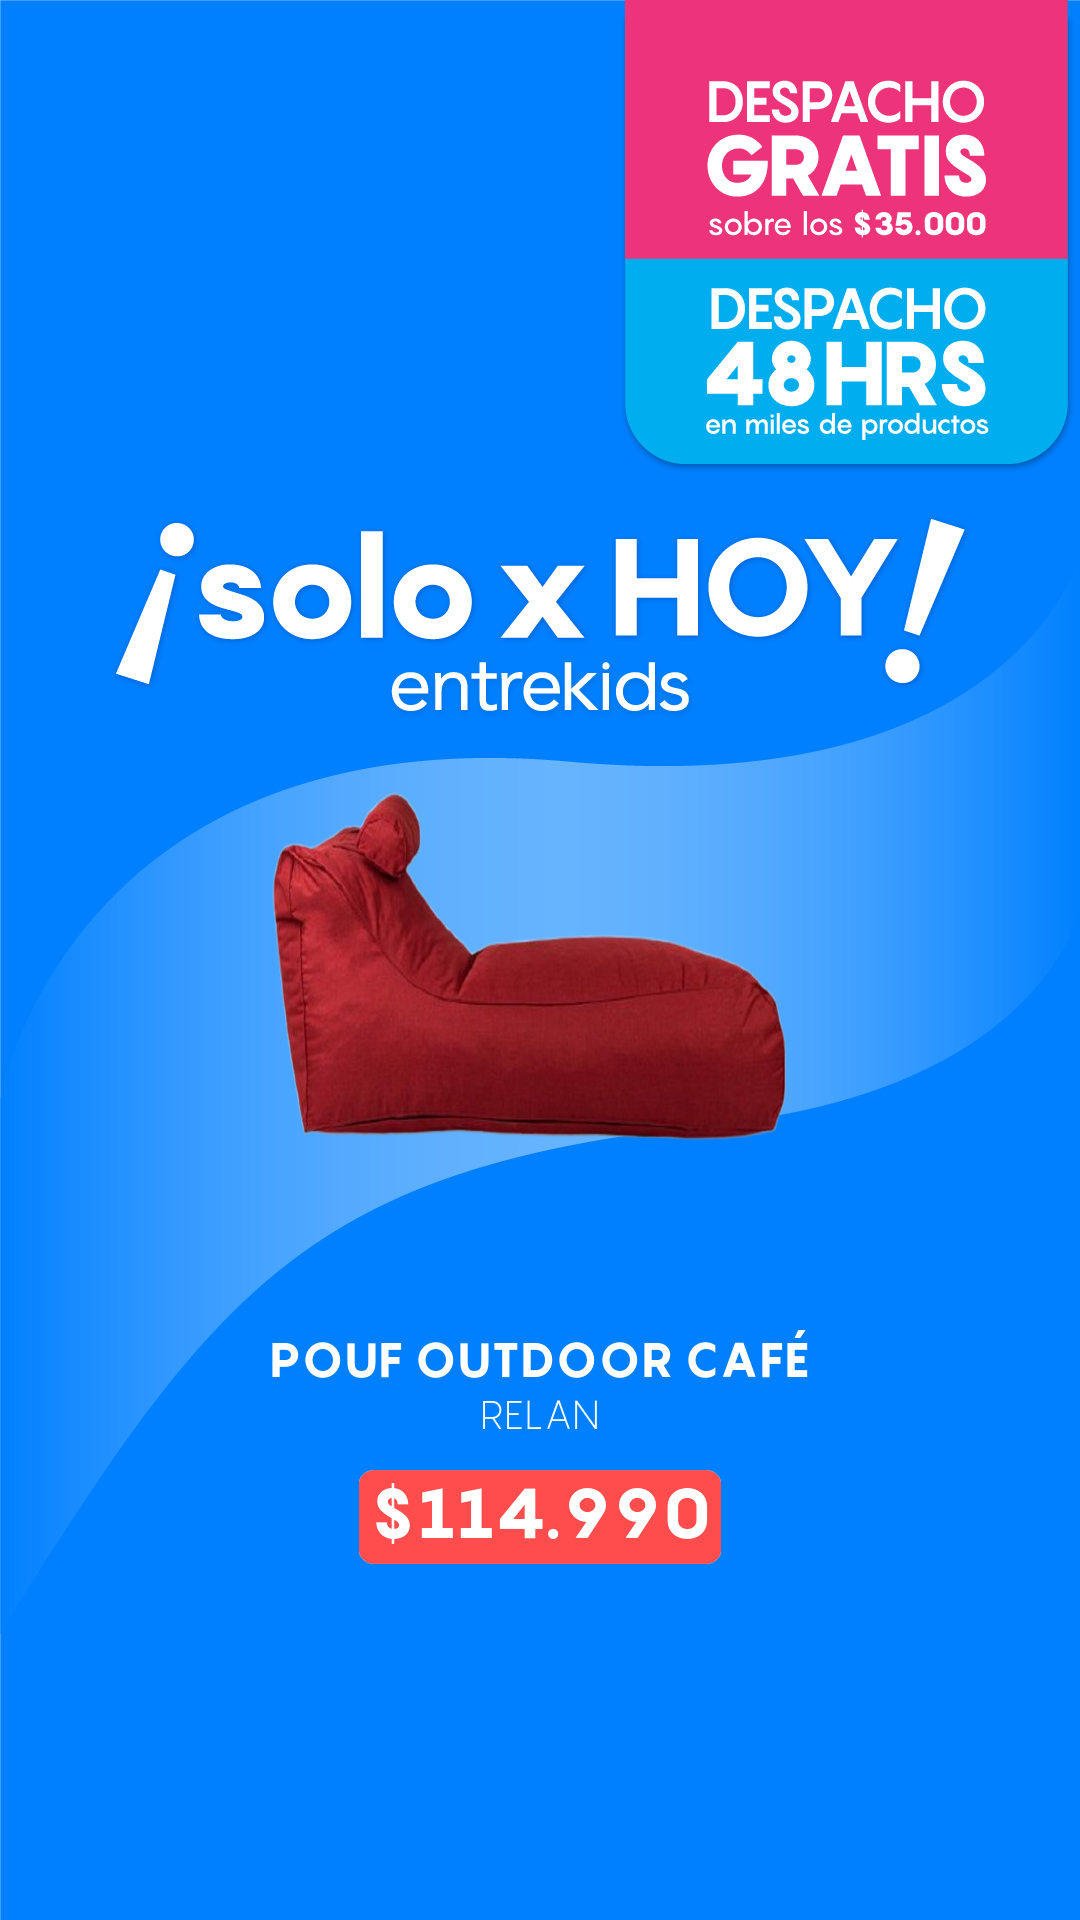 DESPACHO
GRATIS
sobre los $35.000
DESPACHO
48HRS
en miles de productos
¡solo x HOY!
entrekids
POUF OUTDOOR CAFÉ
RELAN
$114.990